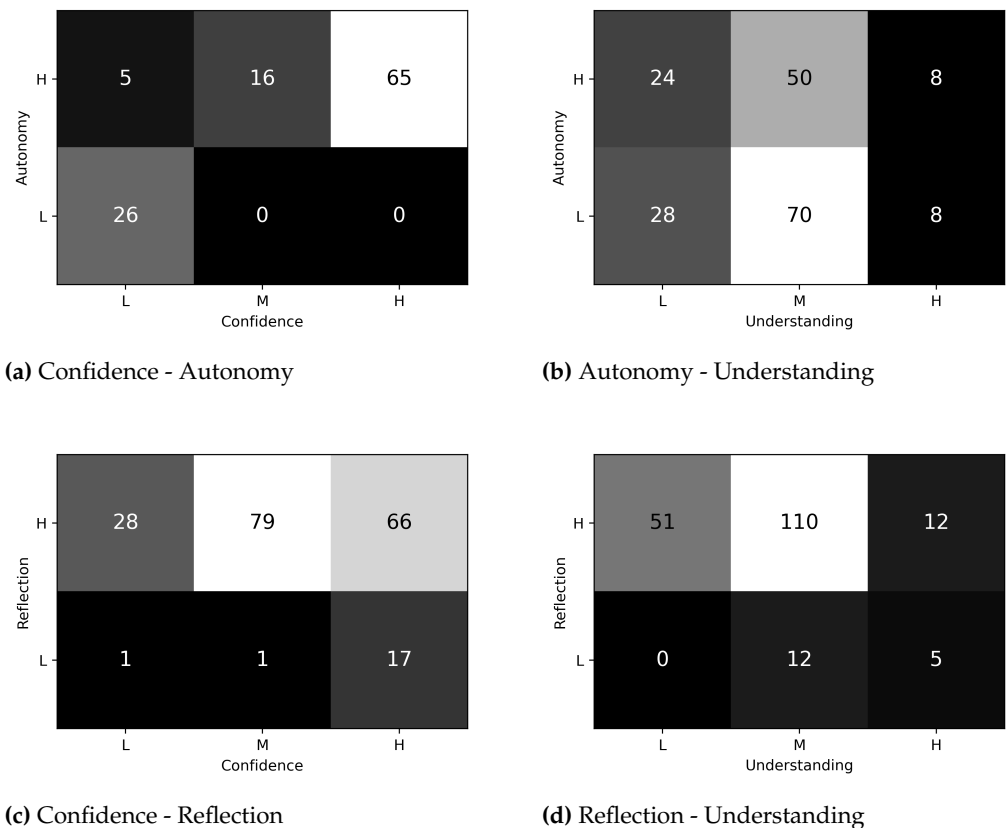 H 5 16 65 H 24 50 8
Autonomy Autonomy
L 26 0 0 L 28 70 8
L M H L M H
Confidence Understanding
(a) Confidence - Autonomy (b) Autonomy - Understanding
H 28 79 66 H 51 110 12
Reflection Reflection
L 1 1 17 L 0 12 5
L M H L M H
Confidence Understanding
(c) Confidence - Reflection (d) Reflection - Understanding